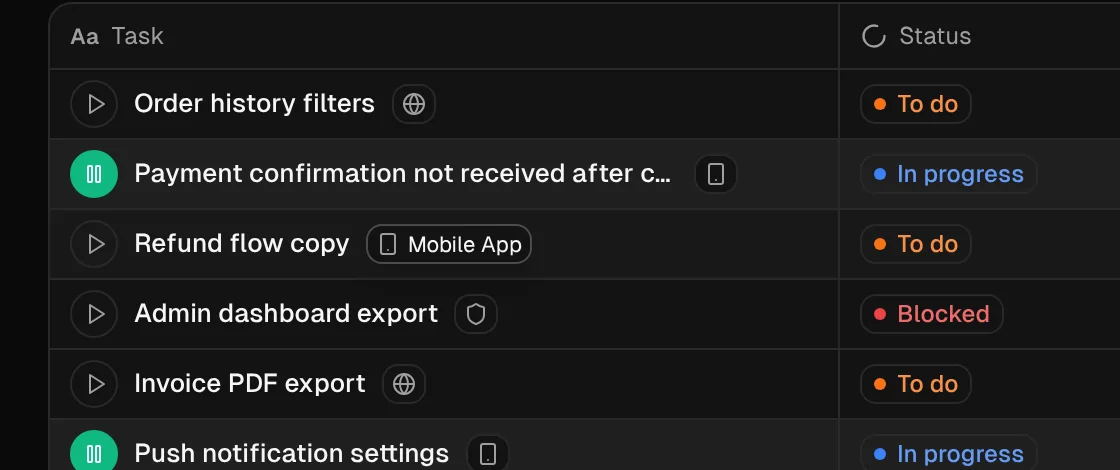 Aa Task Status
Order history filters To do
Payment confirmation not received after c... In progress
Refund flow copy Mobile App To do
Admin dashboard export Blocked
Invoice PDF export To do
Push notification settings In progress